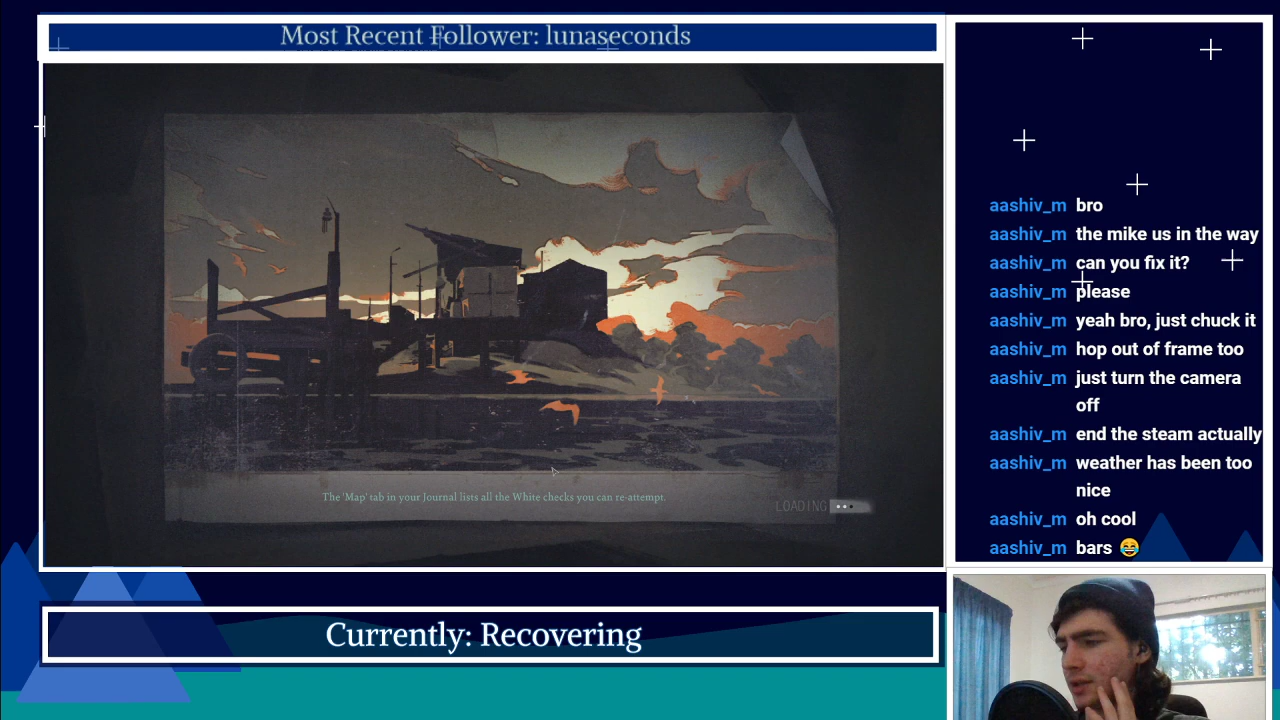 Most Recent Follower: lunaseconds
The 'Map' tab in your Journal lists all the White checks you can re-attempt.
LOADING
Currently: Recovering
aashiv_m bro
aashiv_m the mike us in the way
aashiv_m can you fix it?
aashiv_m please
aashiv_m yeah bro, just chuck it
aashiv_m hop out of frame too
aashiv_m just turn the camera
off
aashiv_m end the steam actually
aashiv_m weather has been too
nice
aashiv_m oh cool
aashiv_m bars 😂